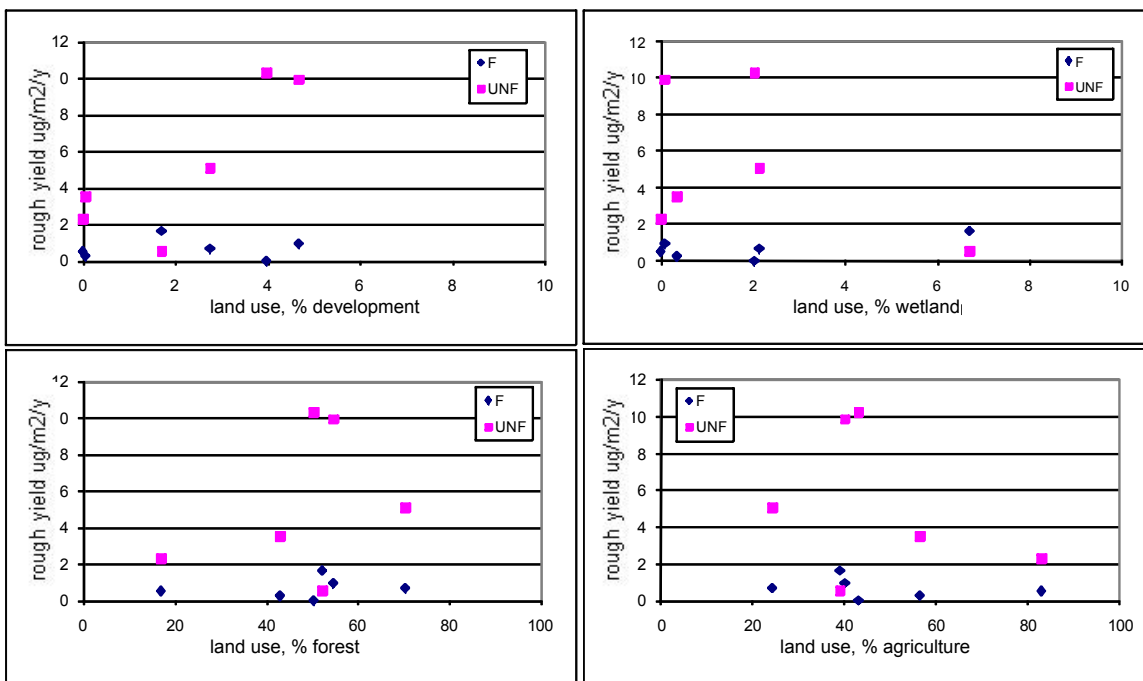 12
0
8
6
4
2
0
rough yield ug/m2/y
F
UNF
0 2 4 6 8 10
land use, % development
12
10
8
6
4
2
0
rough yield ug/m2/y
F
UNF
0 2 4 6 8 10
land use, % wetland
12
0
8
6
4
2
0
rough yield ug/m2/y
F
UNF
0 20 40 60 80 100
land use, % forest
12
10
8
6
4
2
0
rough yield ug/m2/y
F
UNF
0 20 40 60 80 100
land use, % agriculture